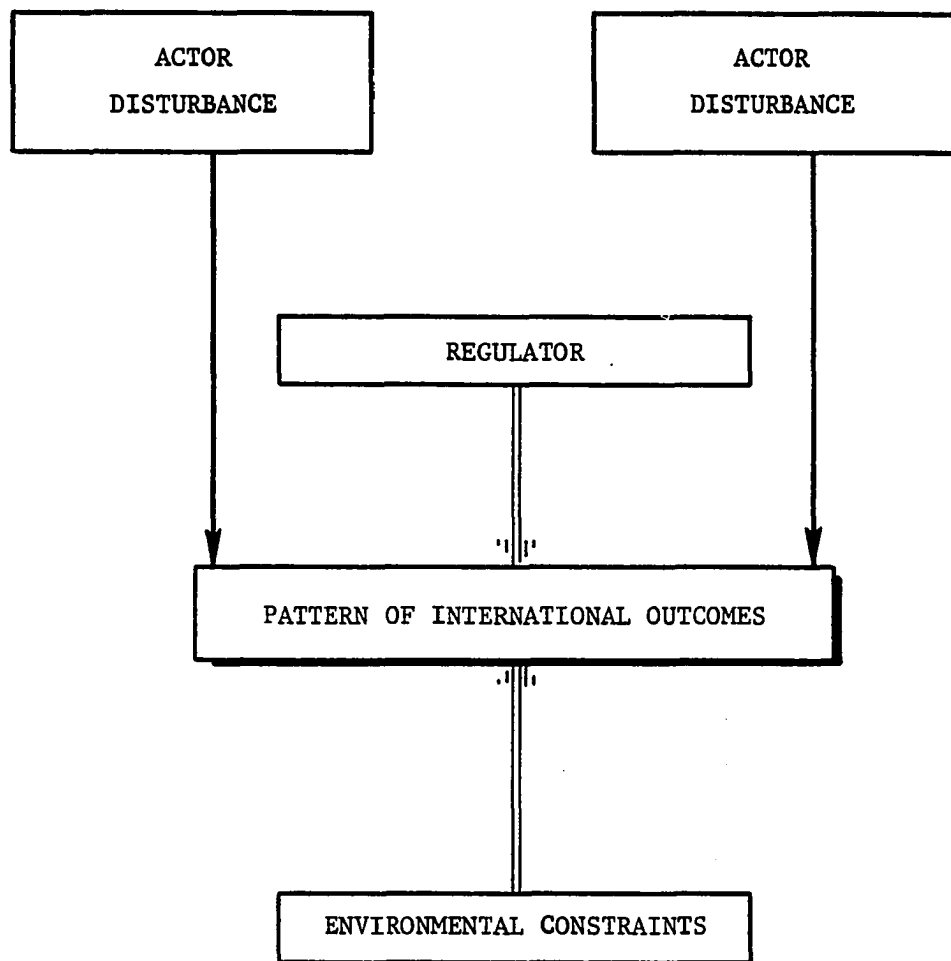 ACTOR
DISTURBANCE
ACTOR
DISTURBANCE
REGULATOR
PATTERN OF INTERNATIONAL OUTCOMES
ENVIRONMENTAL CONSTRAINTS